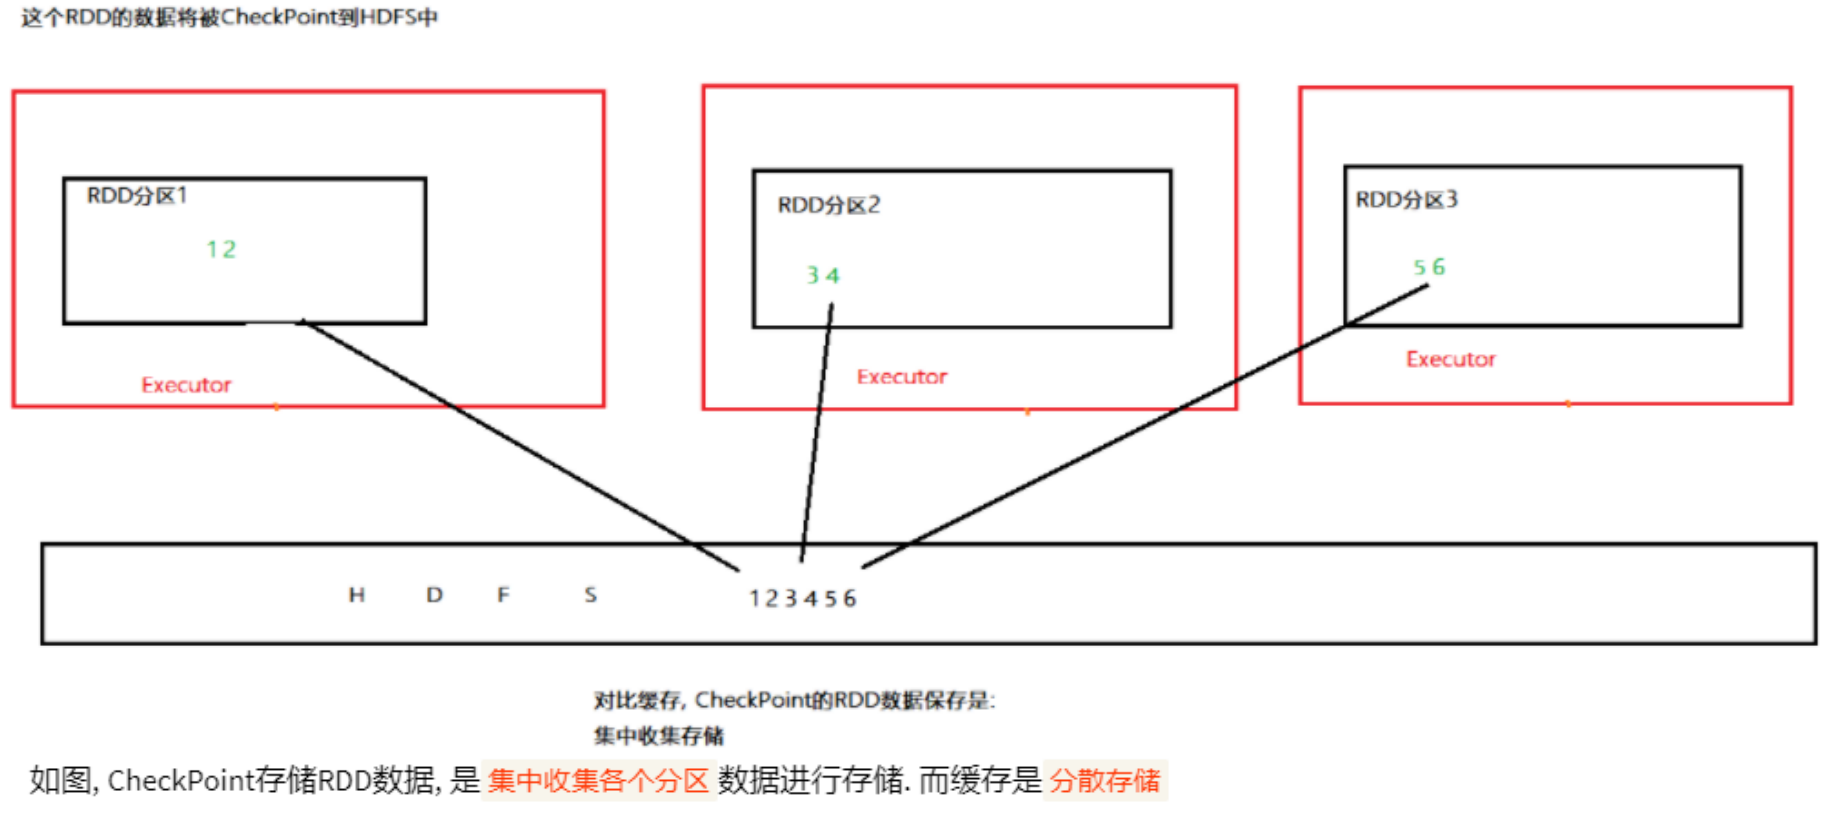 这个RDD的数据将被CheckPoint到HDFS中
RDD分区1
1 2
Executor
RDD分区2
3 4
Executor
RDD分区3
5 6
Executor
H D F S 1 2 3 4 5 6
对比缓存, CheckPoint的RDD数据保存是:
集中收集存储
如图, CheckPoint存储RDD数据, 是 集中收集各个分区 数据进行存储. 而缓存是 分散存储